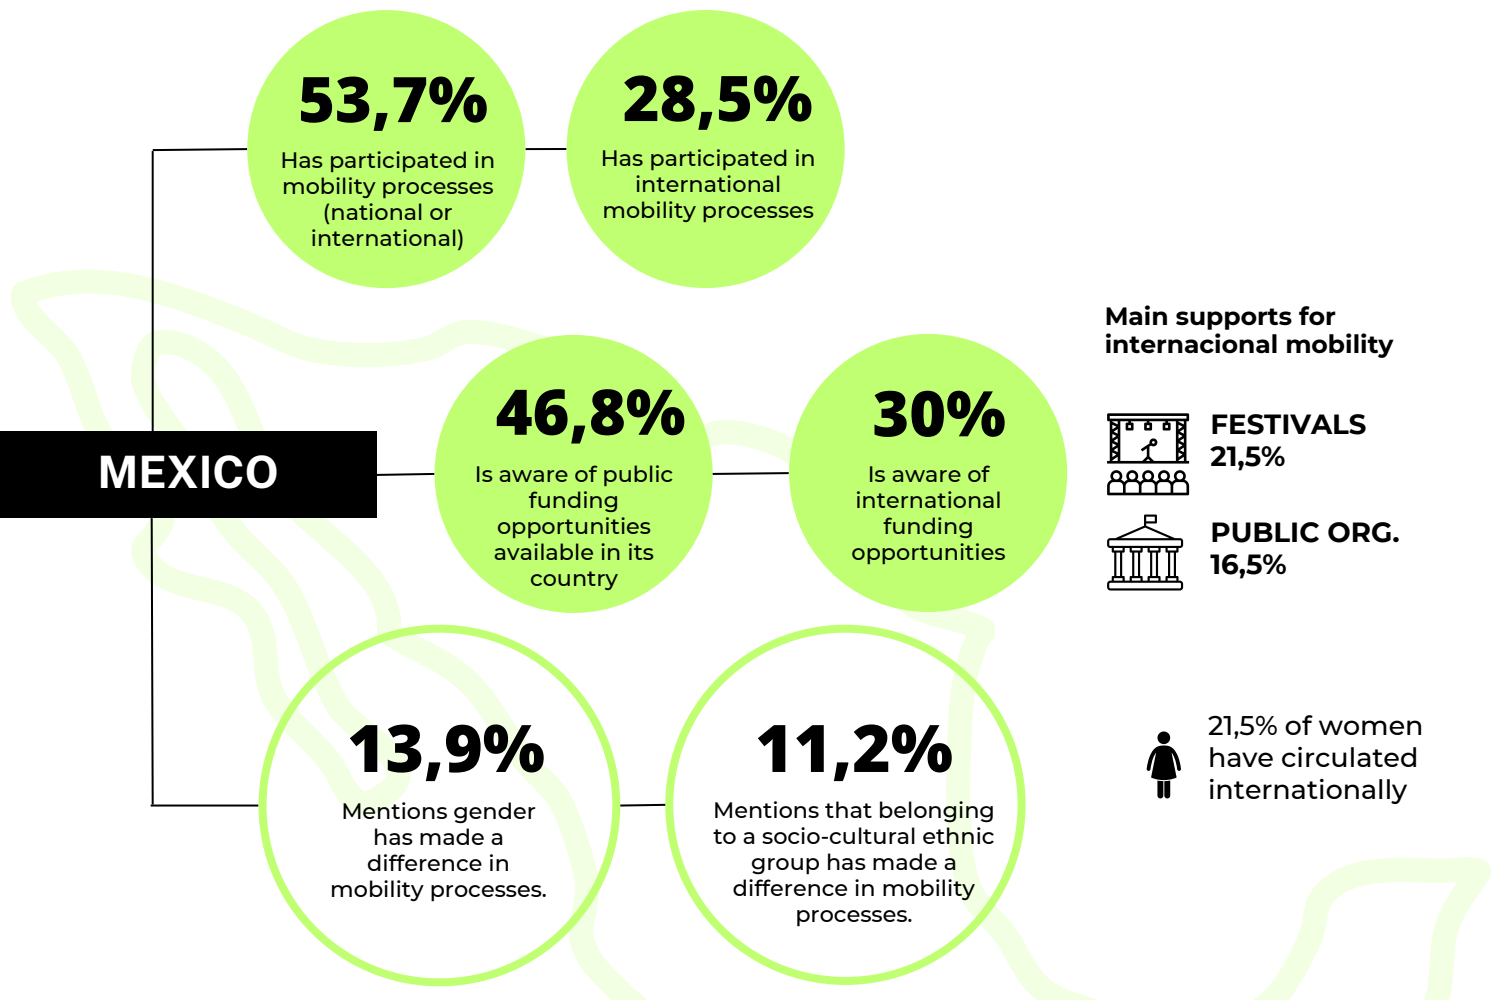 53,7%
Has participated in
mobility processes
(national or
international)
28,5%
Has participated in
international
mobility processes
MEXICO
46,8%
Is aware of public
funding
opportunities
available in its
country
30%
Is aware of
international
funding
opportunities
Main supports for
internacional mobility
FESTIVALS
21,5%
PUBLIC ORG.
16,5%
13,9%
Mentions gender
has made a
difference in
mobility processes.
11,2%
Mentions that belonging
to a socio-cultural ethnic
group has made a
difference in mobility
processes.
21,5% of women
have circulated
internationally